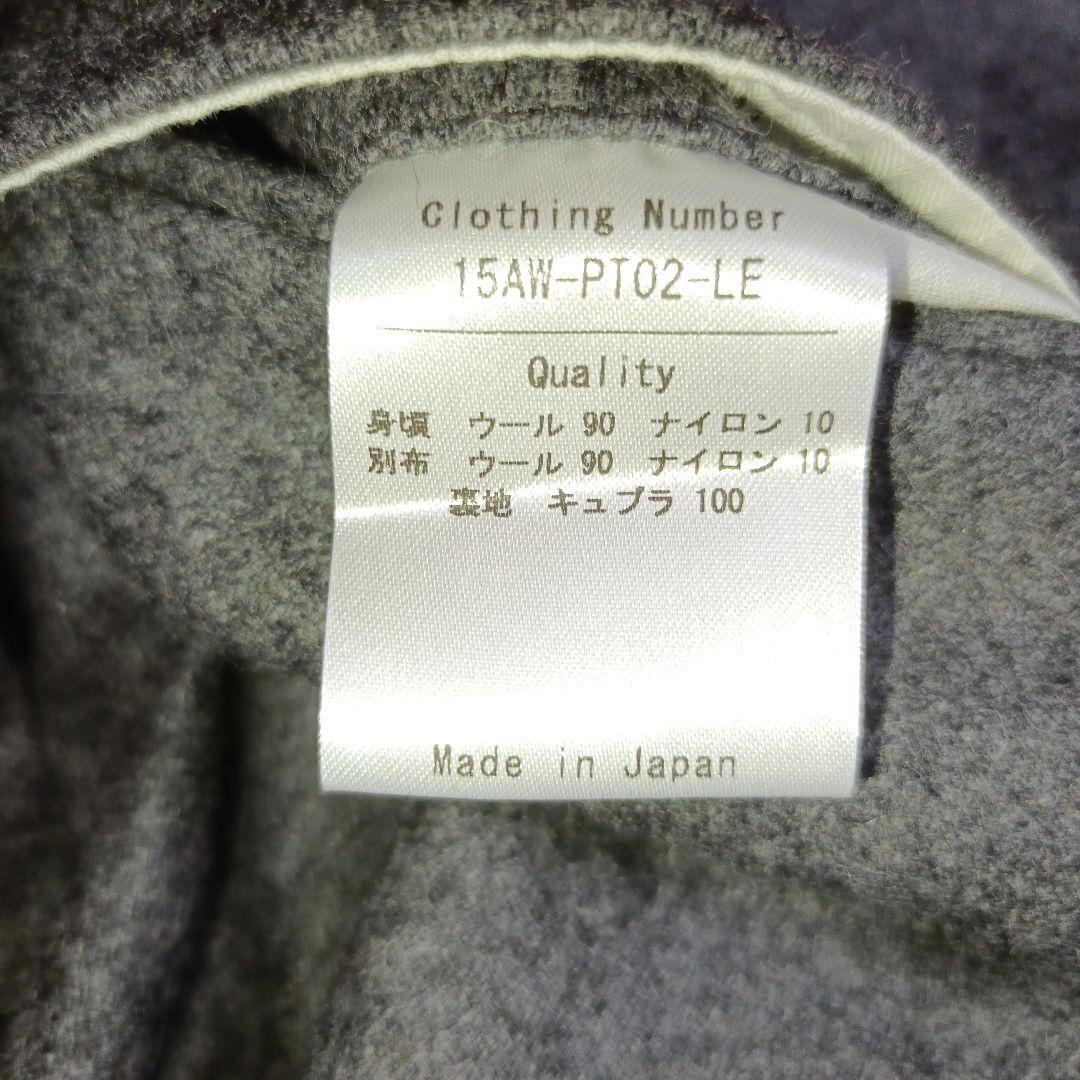 Clothing Number
15AW-PT02-LE
Quality
身頃 ウール 90 ナイロン 10
別布 ウール 90 ナイロン 10
裏地 キュプラ 100
Made in Japan